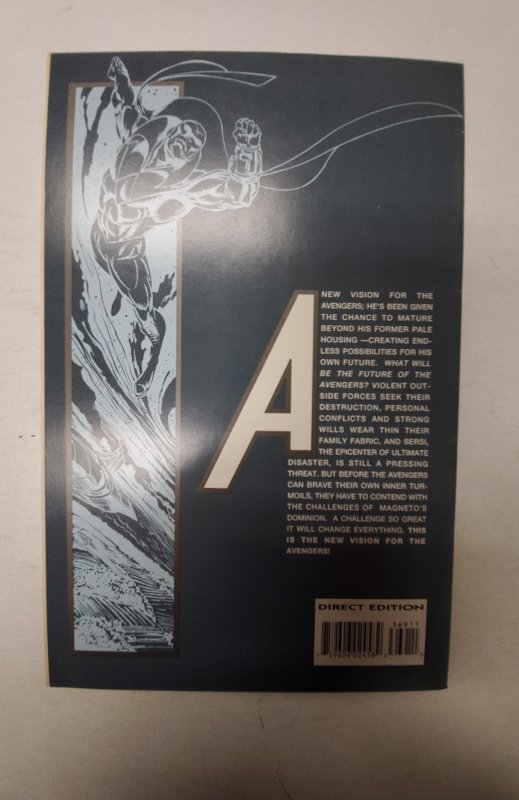 A
NEW VISION FOR THE
AVENGERS; HE'S BEEN GIVEN
THE CHANCE TO MATURE
BEYOND HIS FORMER PALE
HOUSING —CREATING END-
LESS POSSIBILITIES FOR HIS
OWN FUTURE. WHAT WILL
BE THE FUTURE OF THE
AVENGERS? VIOLENT OUT-
SIDE FORCES SEEK THEIR
DESTRUCTION, PERSONAL
CONFLICTS AND STRONG
WILLS WEAR THIN THEIR
FAMILY FABRIC, AND SERSI,
THE EPICENTER OF ULTIMATE
DISASTER, IS STILL A PRESSING
THREAT. BUT BEFORE THE AVENGERS
CAN BRAVE THEIR OWN INNER TUR-
MOILS, THEY HAVE TO CONTEND WITH
THE CHALLENGES OF MAGNETO'S
DOMINION. A CHALLENGE SO GREAT
IT WILL CHANGE EVERYTHING. THIS
IS THE NEW VISION FOR THE
AVENGERS!
DIRECT EDITION
36911